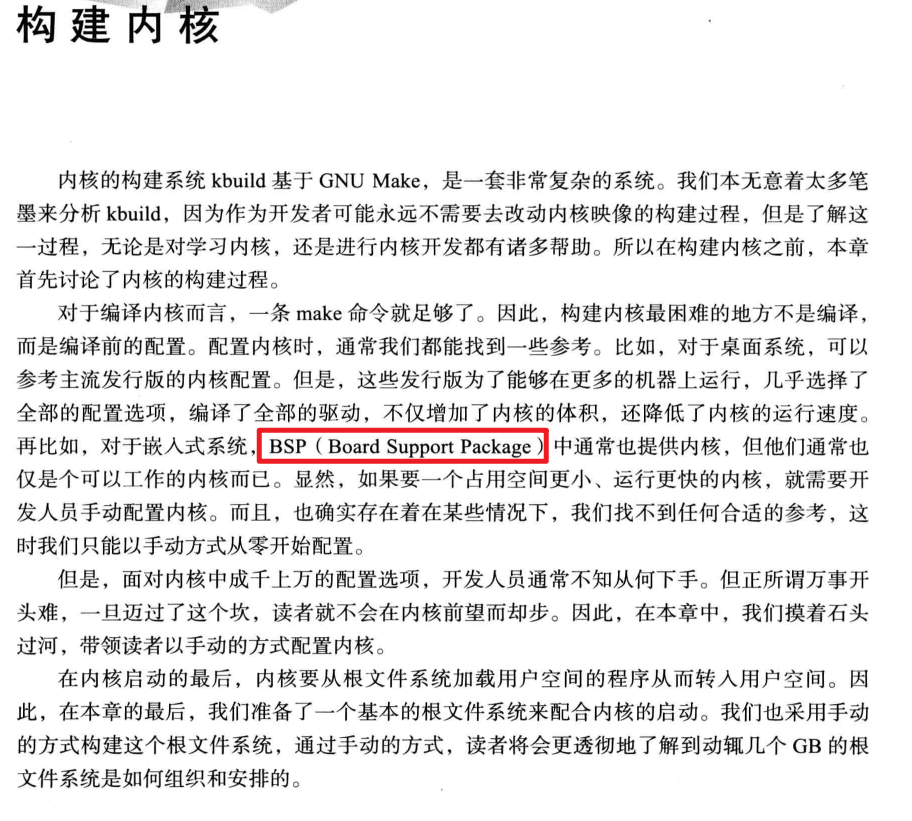 构建内核
内核的构建系统 kbuild 基于 GNU Make，是一套非常复杂的系统。我们本无意着太多笔
墨来分析 kbuild，因为作为开发者可能永远不需要去改动内核映像的构建过程，但是了解这
一过程，无论是对学习内核，还是进行内核开发都有诸多帮助。所以在构建内核之前，本章
首先讨论了内核的构建过程。
对于编译内核而言，一条 make 命令就足够了。因此，构建内核最困难的地方不是编译，
而是编译前的配置。配置内核时，通常我们都能找到一些参考。比如，对于桌面系统，可以
参考主流发行版的内核配置。但是，这些发行版为了能够在更多的机器上运行，几乎选择了
全部的配置选项，编译了全部的驱动，不仅增加了内核的体积，还降低了内核的运行速度。
再比如，对于嵌入式系统，BSP（Board Support Package）中通常也提供内核，但他们通常也
仅是个可以工作的内核而已。显然，如果要一个占用空间更小、运行更快的内核，就需要开
发人员手动配置内核。而且，也确实存在着在某些情况下，我们找不到任何合适的参考，这
时我们只能以手动方式从零开始配置。
但是，面对内核中成千上万的配置选项，开发人员通常不知从何下手。但正所谓万事开
头难，一旦迈过了这个坎，读者就不会在内核前望而却步。因此，在本章中，我们摸着石头
过河，带领读者以手动的方式配置内核。
在内核启动的最后，内核要从根文件系统加载用户空间的程序从而转入用户空间。因
此，在本章的最后，我们准备了一个基本的根文件系统来配合内核的启动。我们也采用手动
的方式构建这个根文件系统，通过手动的方式，读者将会更透彻地了解到动辄几个 GB 的根
文件系统是如何组织和安排的。